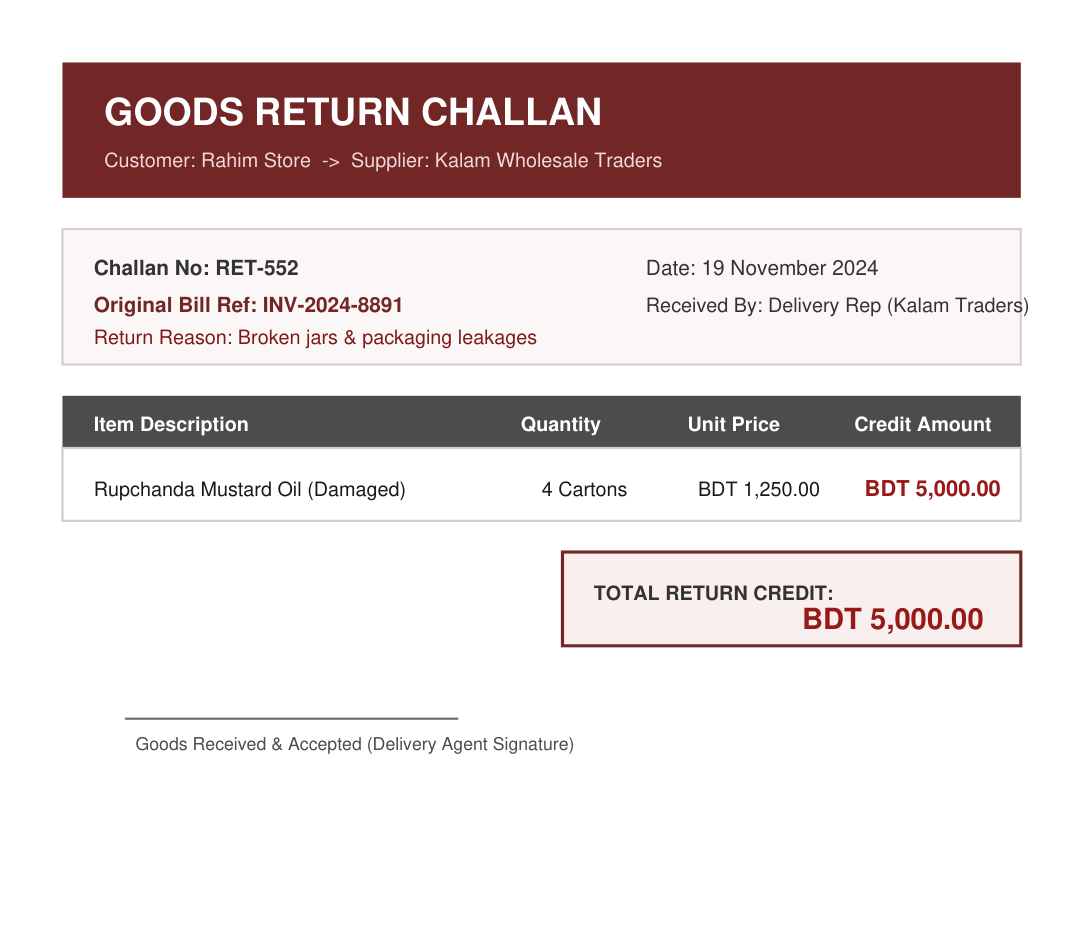 GOODS RETURN CHALLAN
Customer: Rahim Store -> Supplier: Kalam Wholesale Traders
Challan No: RET-552 Date: 19 November 2024
Original Bill Ref: INV-2024-8891 Received By: Delivery Rep (Kalam Traders)
Return Reason: Broken jars & packaging leakages
Item Description Quantity Unit Price Credit Amount
Rupchanda Mustard Oil (Damaged) 4 Cartons BDT 1,250.00 BDT 5,000.00
TOTAL RETURN CREDIT:
BDT 5,000.00
Goods Received & Accepted (Delivery Agent Signature)